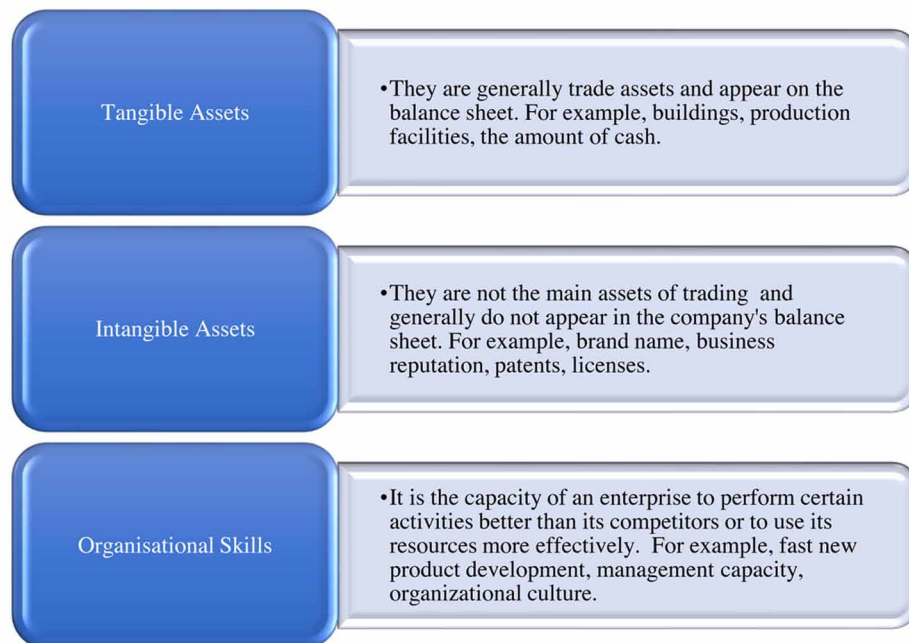 Tangible Assets
•They are generally trade assets and appear on the
balance sheet. For example, buildings, production
facilities, the amount of cash.
Intangible Assets
•They are not the main assets of trading and
generally do not appear in the company's balance
sheet. For example, brand name, business
reputation, patents, licenses.
Organisational Skills
•It is the capacity of an enterprise to perform certain
activities better than its competitors or to use its
resources more effectively. For example, fast new
product development, management capacity,
organizational culture.